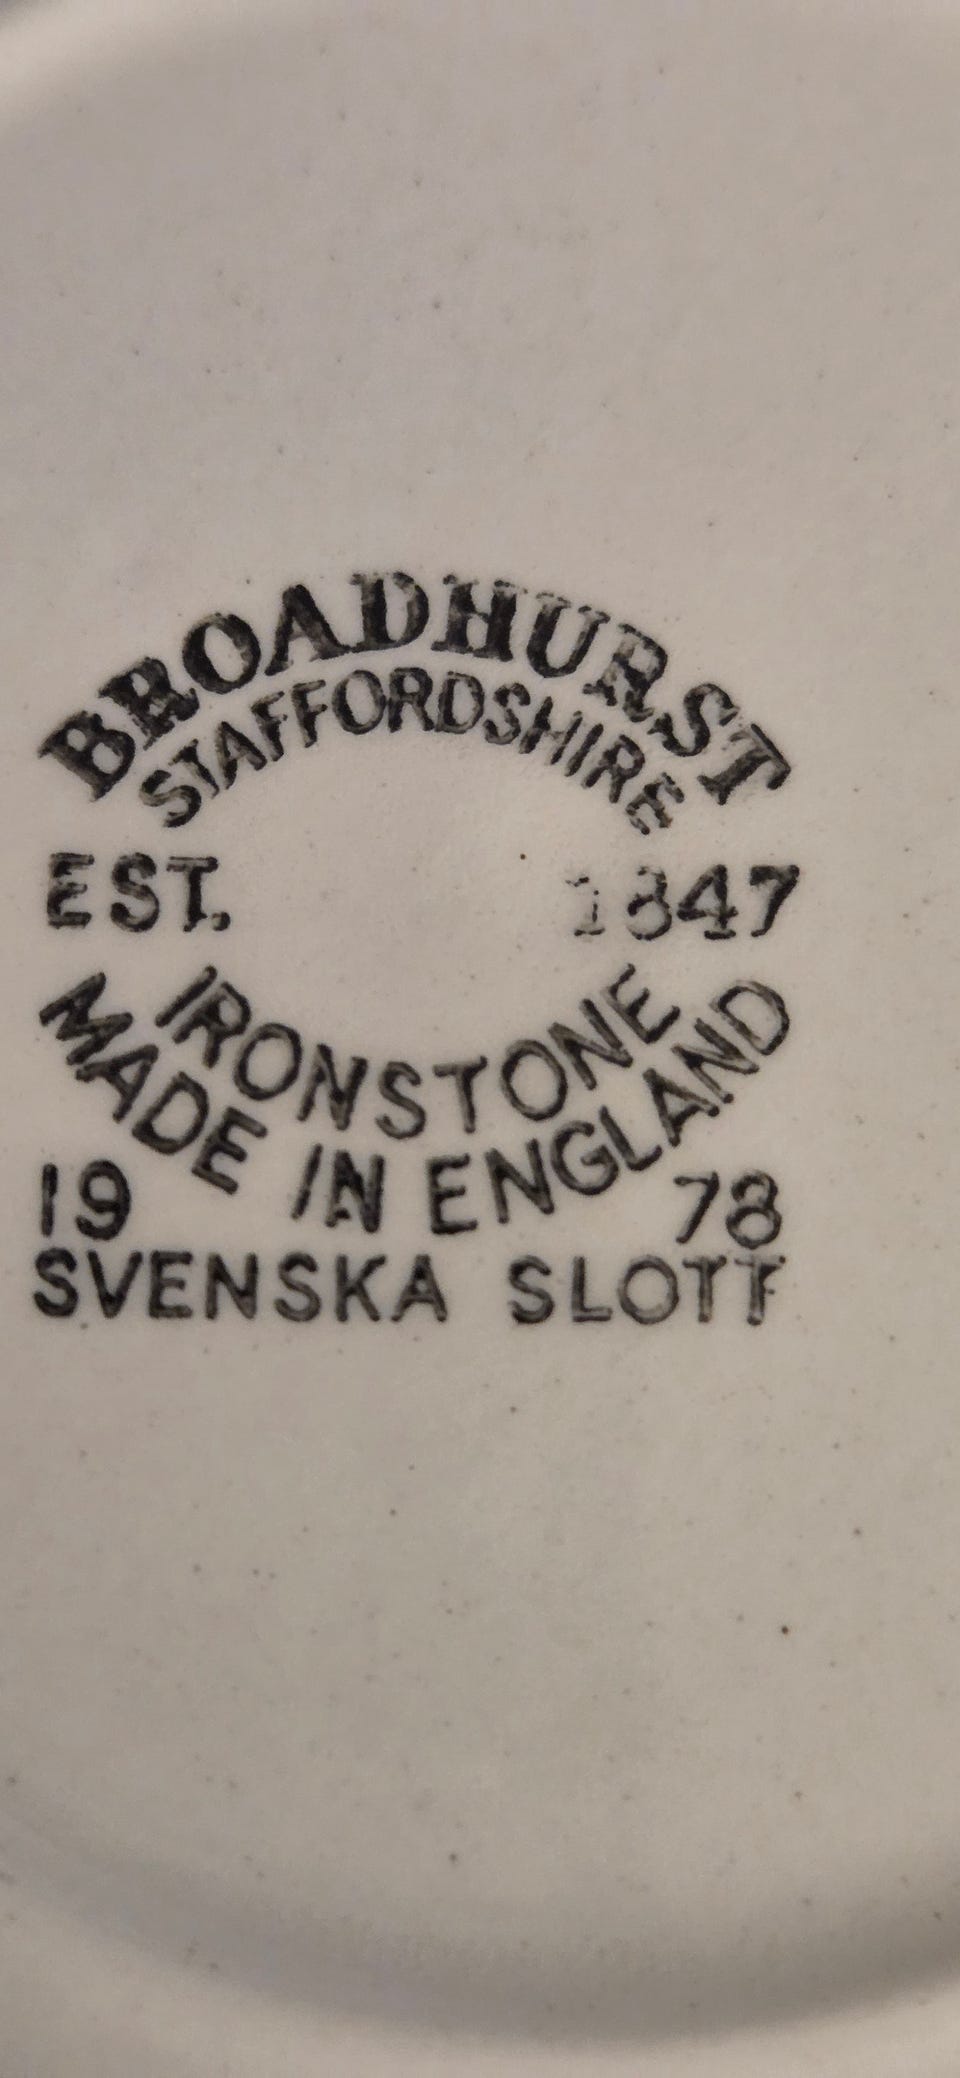 BROADHURST
STAFFORDSHIRE
EST. 1847
IRONSTONE
MADE IN ENGLAND
19 78
SVENSKA SLOTT